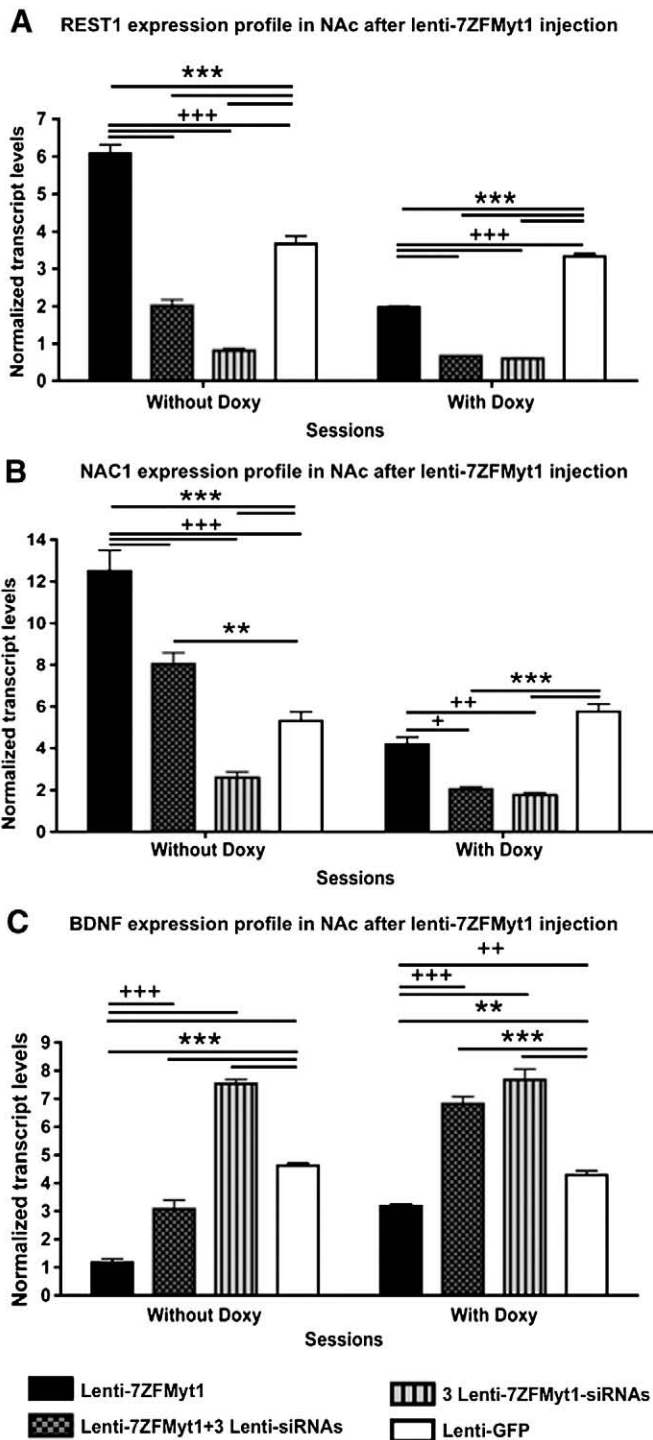 A REST1 expression profile in NAc after lenti-7ZFMyt1 injection
***
+++
7
6
5
4
3
2
1
0
***
+++
Normalized transcript levels
Without Doxy With Doxy
Sessions
B NAC1 expression profile in NAc after lenti-7ZFMyt1 injection
***
+++
14
12
10
8
6
4
2
0
**
***
++
+
Normalized transcript levels
Without Doxy With Doxy
Sessions
C BDNF expression profile in NAc after lenti-7ZFMyt1 injection
++
+++ +++
**
*** ***
9
8
7
6
5
4
3
2
1
0
Normalized transcript levels
Without Doxy With Doxy
Sessions
Lenti-7ZFMyt1 3 Lenti-7ZFMyt1-siRNAs
Lenti-7ZFMyt1+3 Lenti-siRNAs Lenti-GFP